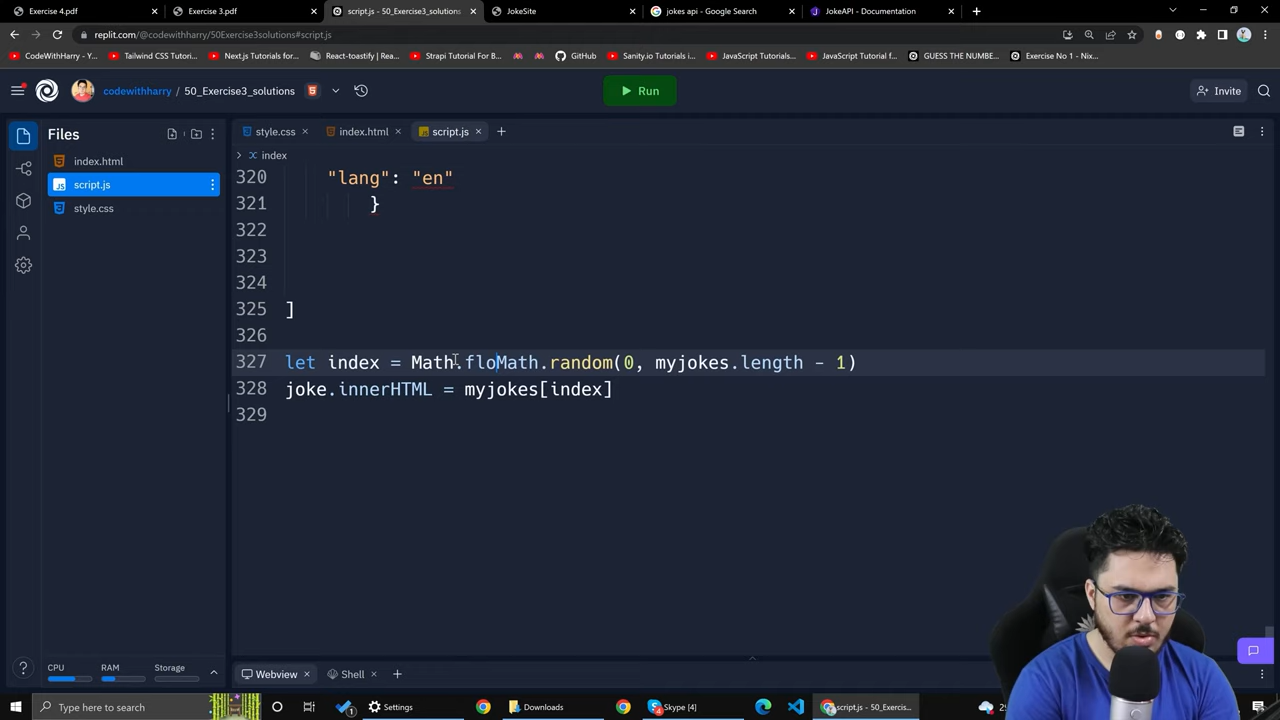 Exercise 4.pdf
Exercise 3.pdf
script.js - 50_Exercise3_solutions
JokeSite
jokes api - Google Search
JokeAPI - Documentation
replit.com/@codewithharry/50Exercise3solutions#script.js
CodeWithHarry - Y...
Tailwind CSS Tutori...
Next.js Tutorials for...
React-toastify | Rea...
Strapi Tutorial For B...
GitHub
Sanity.io Tutorials i...
JavaScript Tutorials...
JavaScript Tutorial f...
GUESS THE NUMBE...
Exercise No 1 - Nix...
codewithharry / 50_Exercise3_solutions
Run
Invite
Files
style.css
index.html
script.js
index.html
script.js
style.css
index
320 "lang": "en"
321 }
322
323
324
325 ]
326
327 let index = Math.floMath.random(0, myjokes.length - 1)
328 joke.innerHTML = myjokes[index]
329
CPU
RAM
Storage
Webview
Shell
Type here to search
Settings
Downloads
Skype [4]
script.js - 50_Exerc...